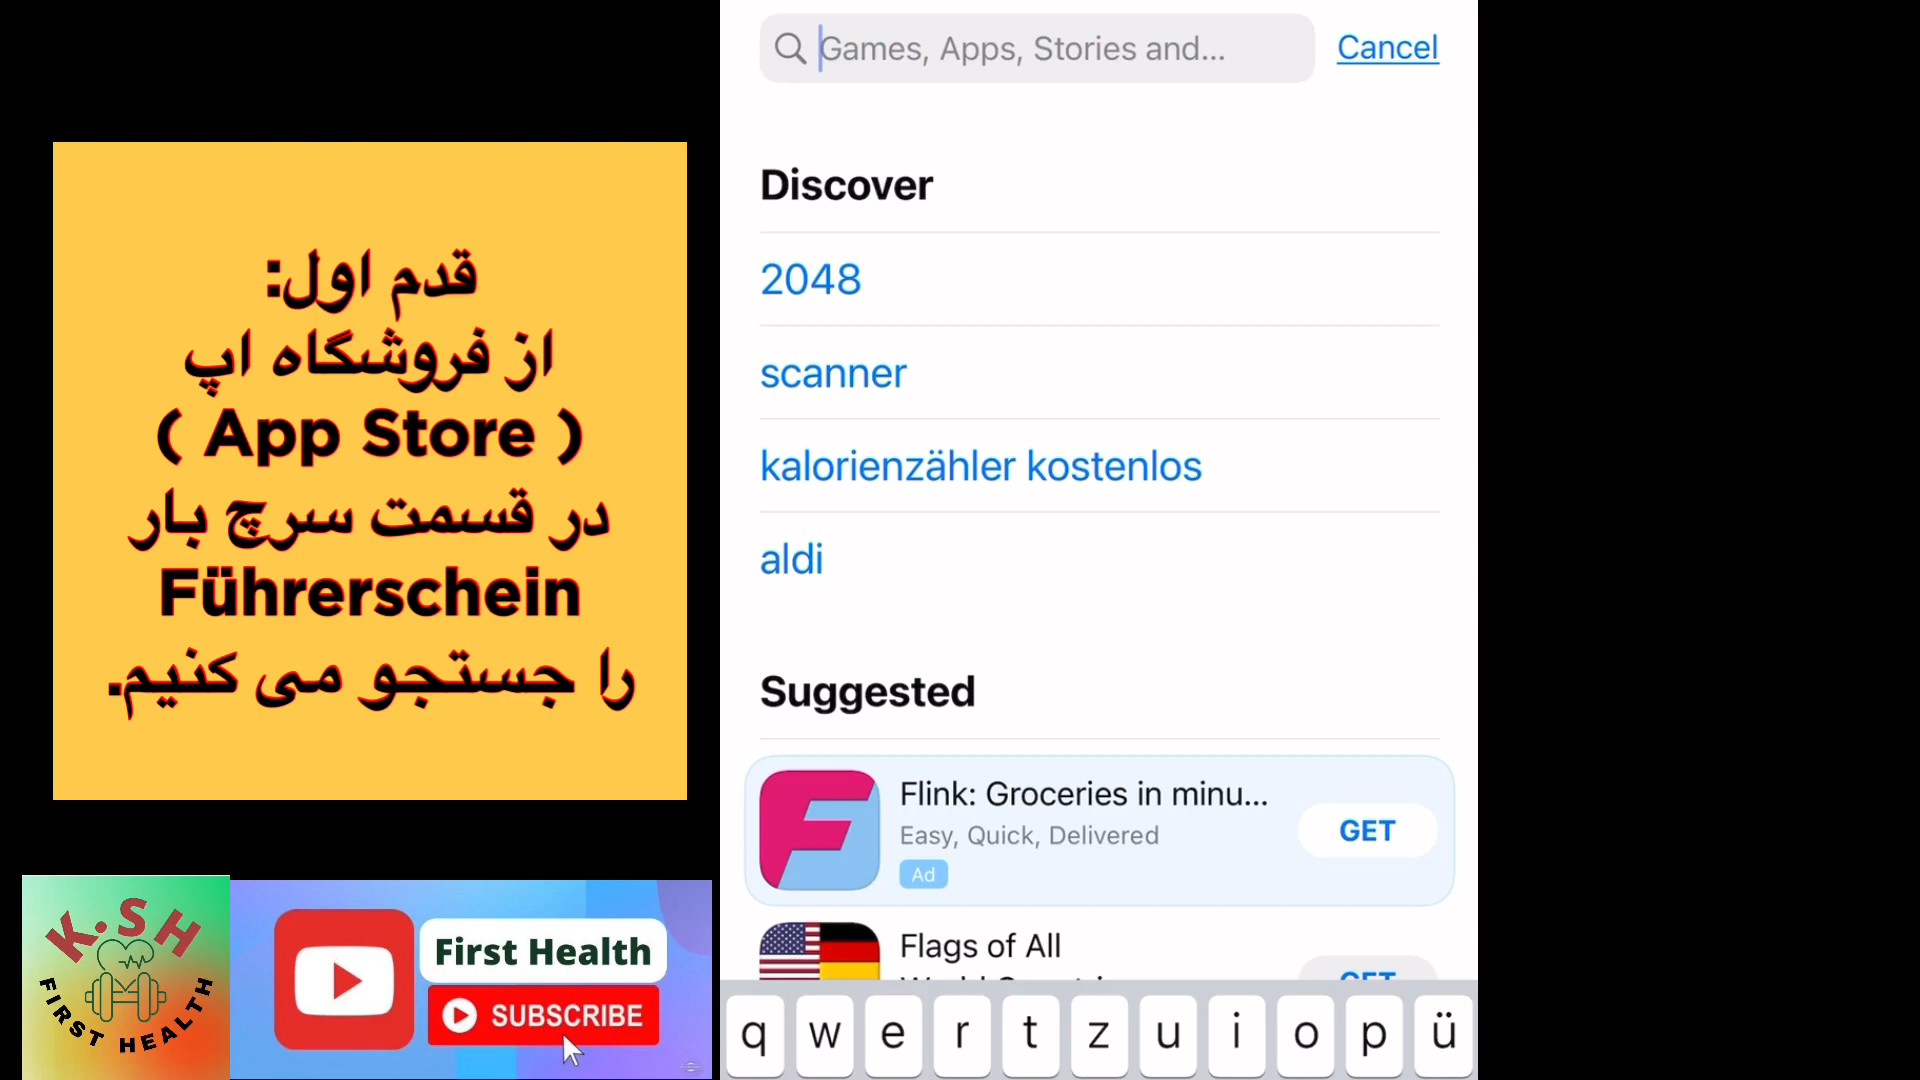 قدم اول:
از فروشگاه اپ
( App Store )
در قسمت سرچ بار
Führerschein
را جستجو می کنیم.
K.SH
FIRST HEALTH
First Health
SUBSCRIBE
Games, Apps, Stories and...
Cancel
Discover
2048
scanner
kalorienzähler kostenlos
aldi
Suggested
Flink: Groceries in minu...
Easy, Quick, Delivered
Ad
GET
Flags of All
GET
q w e r t z u i o p ü